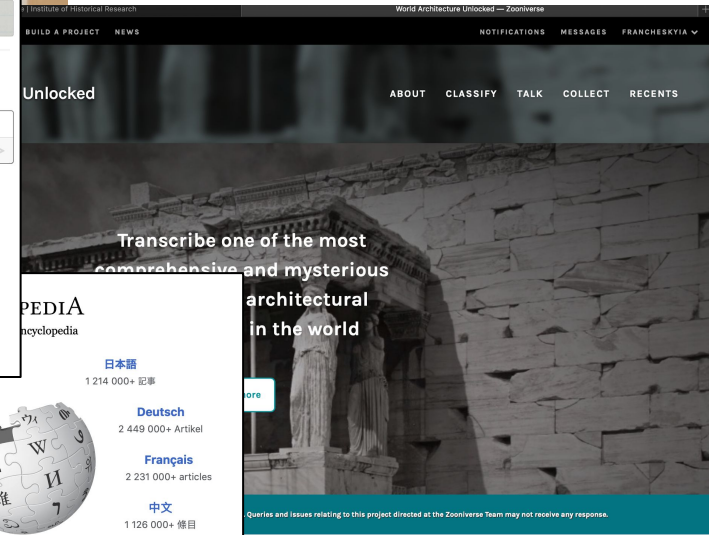 | Institute of Historical Research
World Architecture Unlocked — Zooniverse
BUILD A PROJECT NEWS
NOTIFICATIONS MESSAGES FRANCHESKYIA
Unlocked
ABOUT CLASSIFY TALK COLLECT RECENTS
Transcribe one of the most
comprehensive and mysterious
architectural
in the world
ore
PEDIA
ncyclopedia
日本語
1 214 000+ 記事
Deutsch
2 449 000+ Artikel
Français
2 231 000+ articles
中文
1 126 000+ 條目
W
И
維
7
Queries and issues relating to this project directed at the Zooniverse Team may not receive any response.